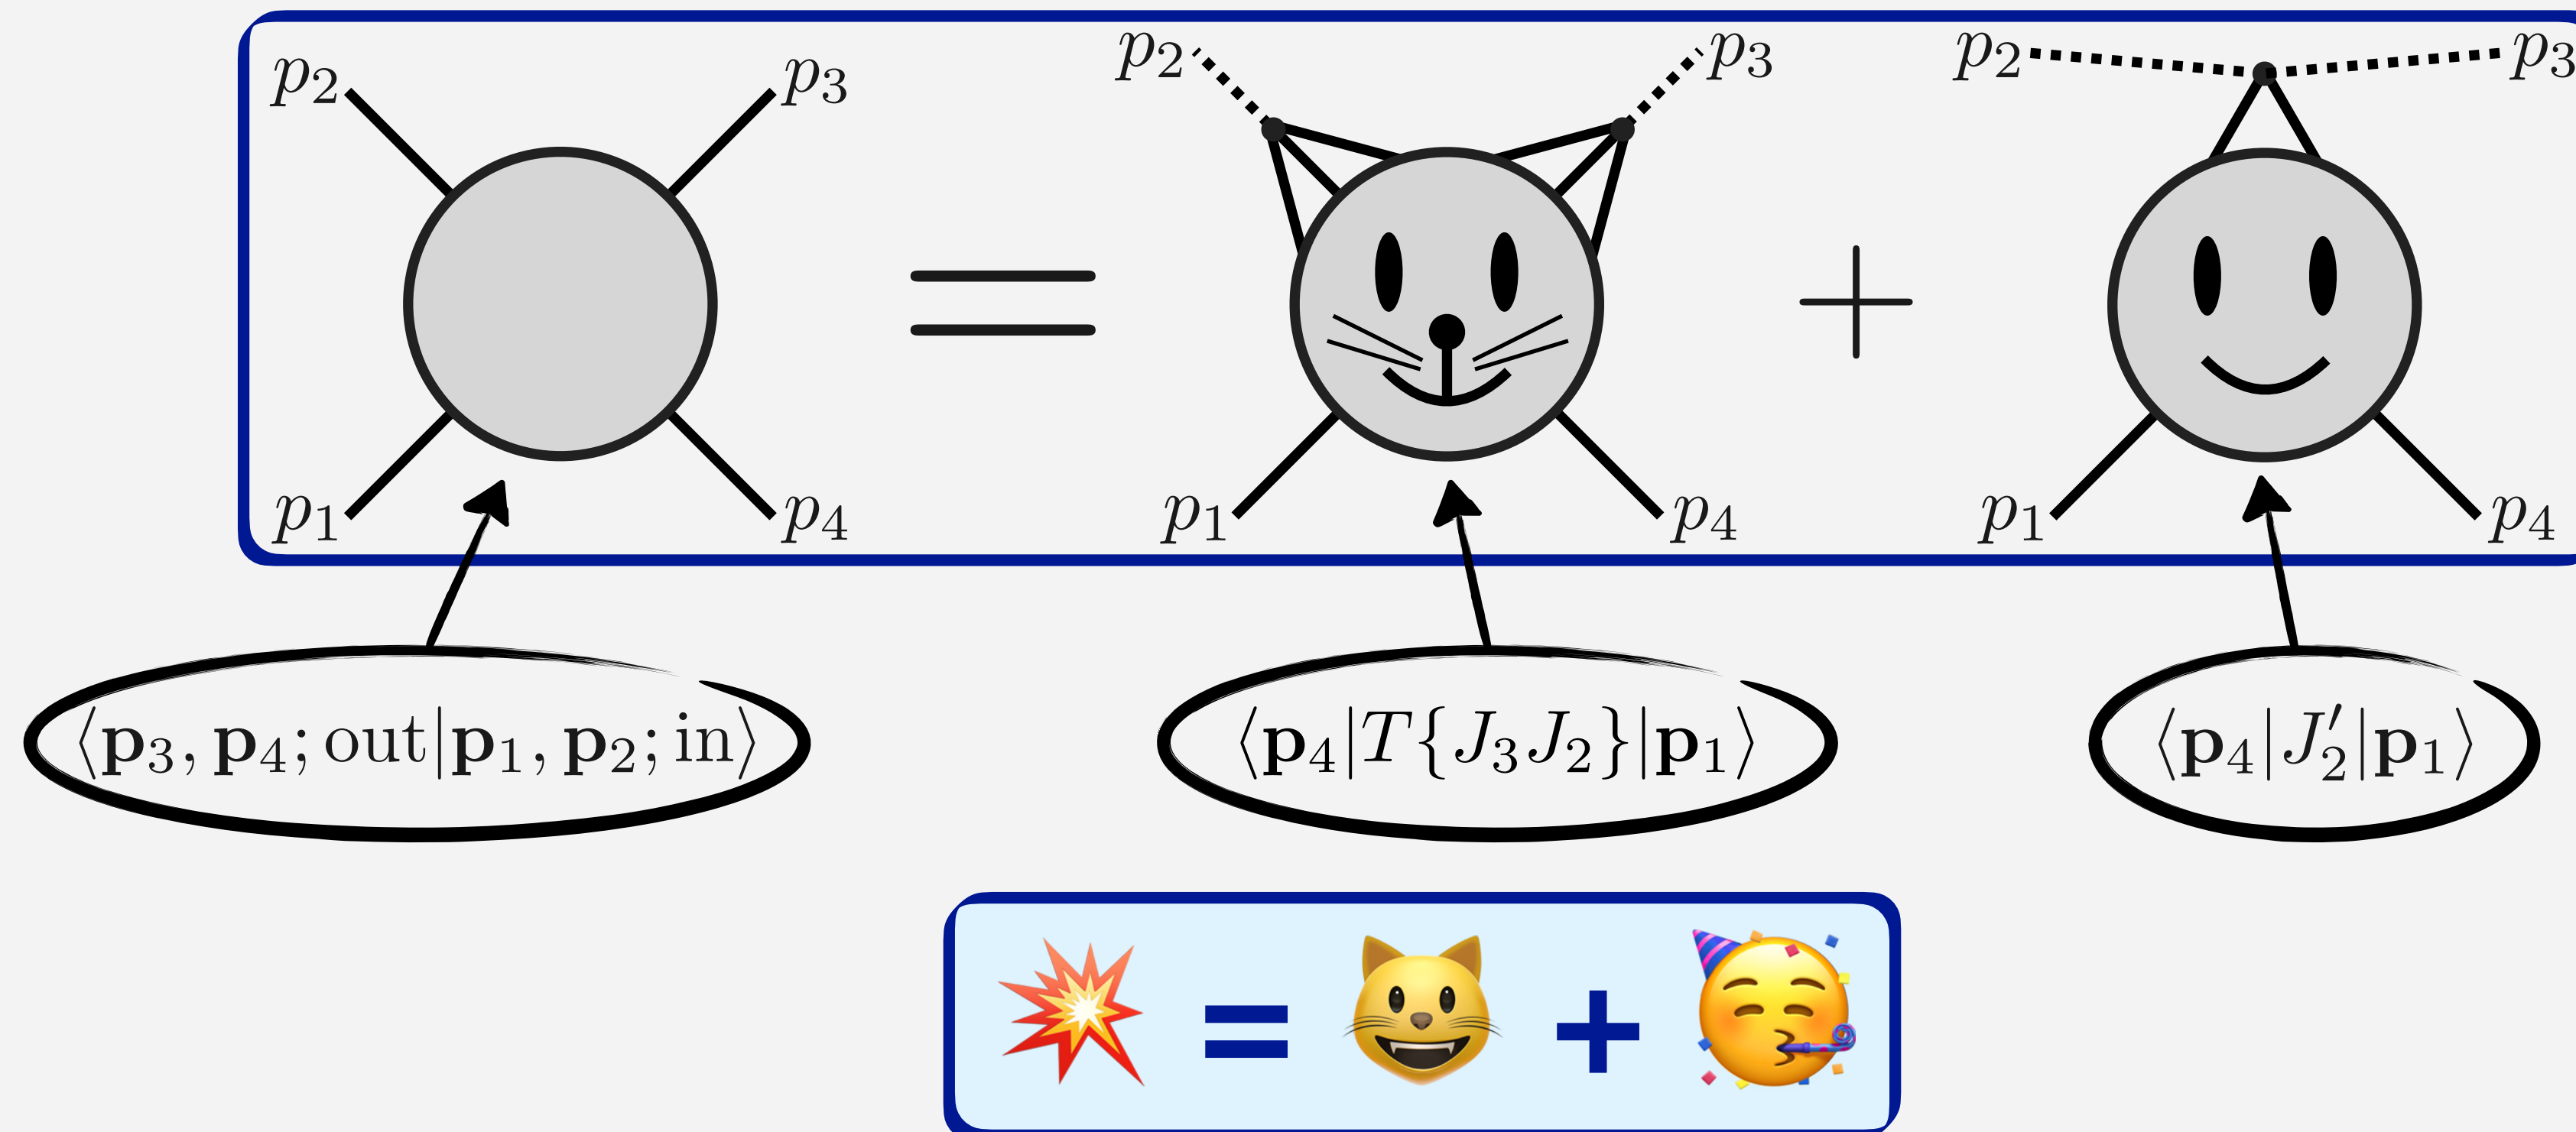 p₂ p₃ = p₂ p₃ + p₂ p₃
p₁ p₄ p₁ p₄ p₁ p₄
⟨𝐩₃, 𝐩₄; out|𝐩₁, 𝐩₂; in⟩ ⟨𝐩₄|T{J₃J₂}|𝐩₁⟩ ⟨𝐩₄|J′₂|𝐩₁⟩
💥 = 😺 + 🥳